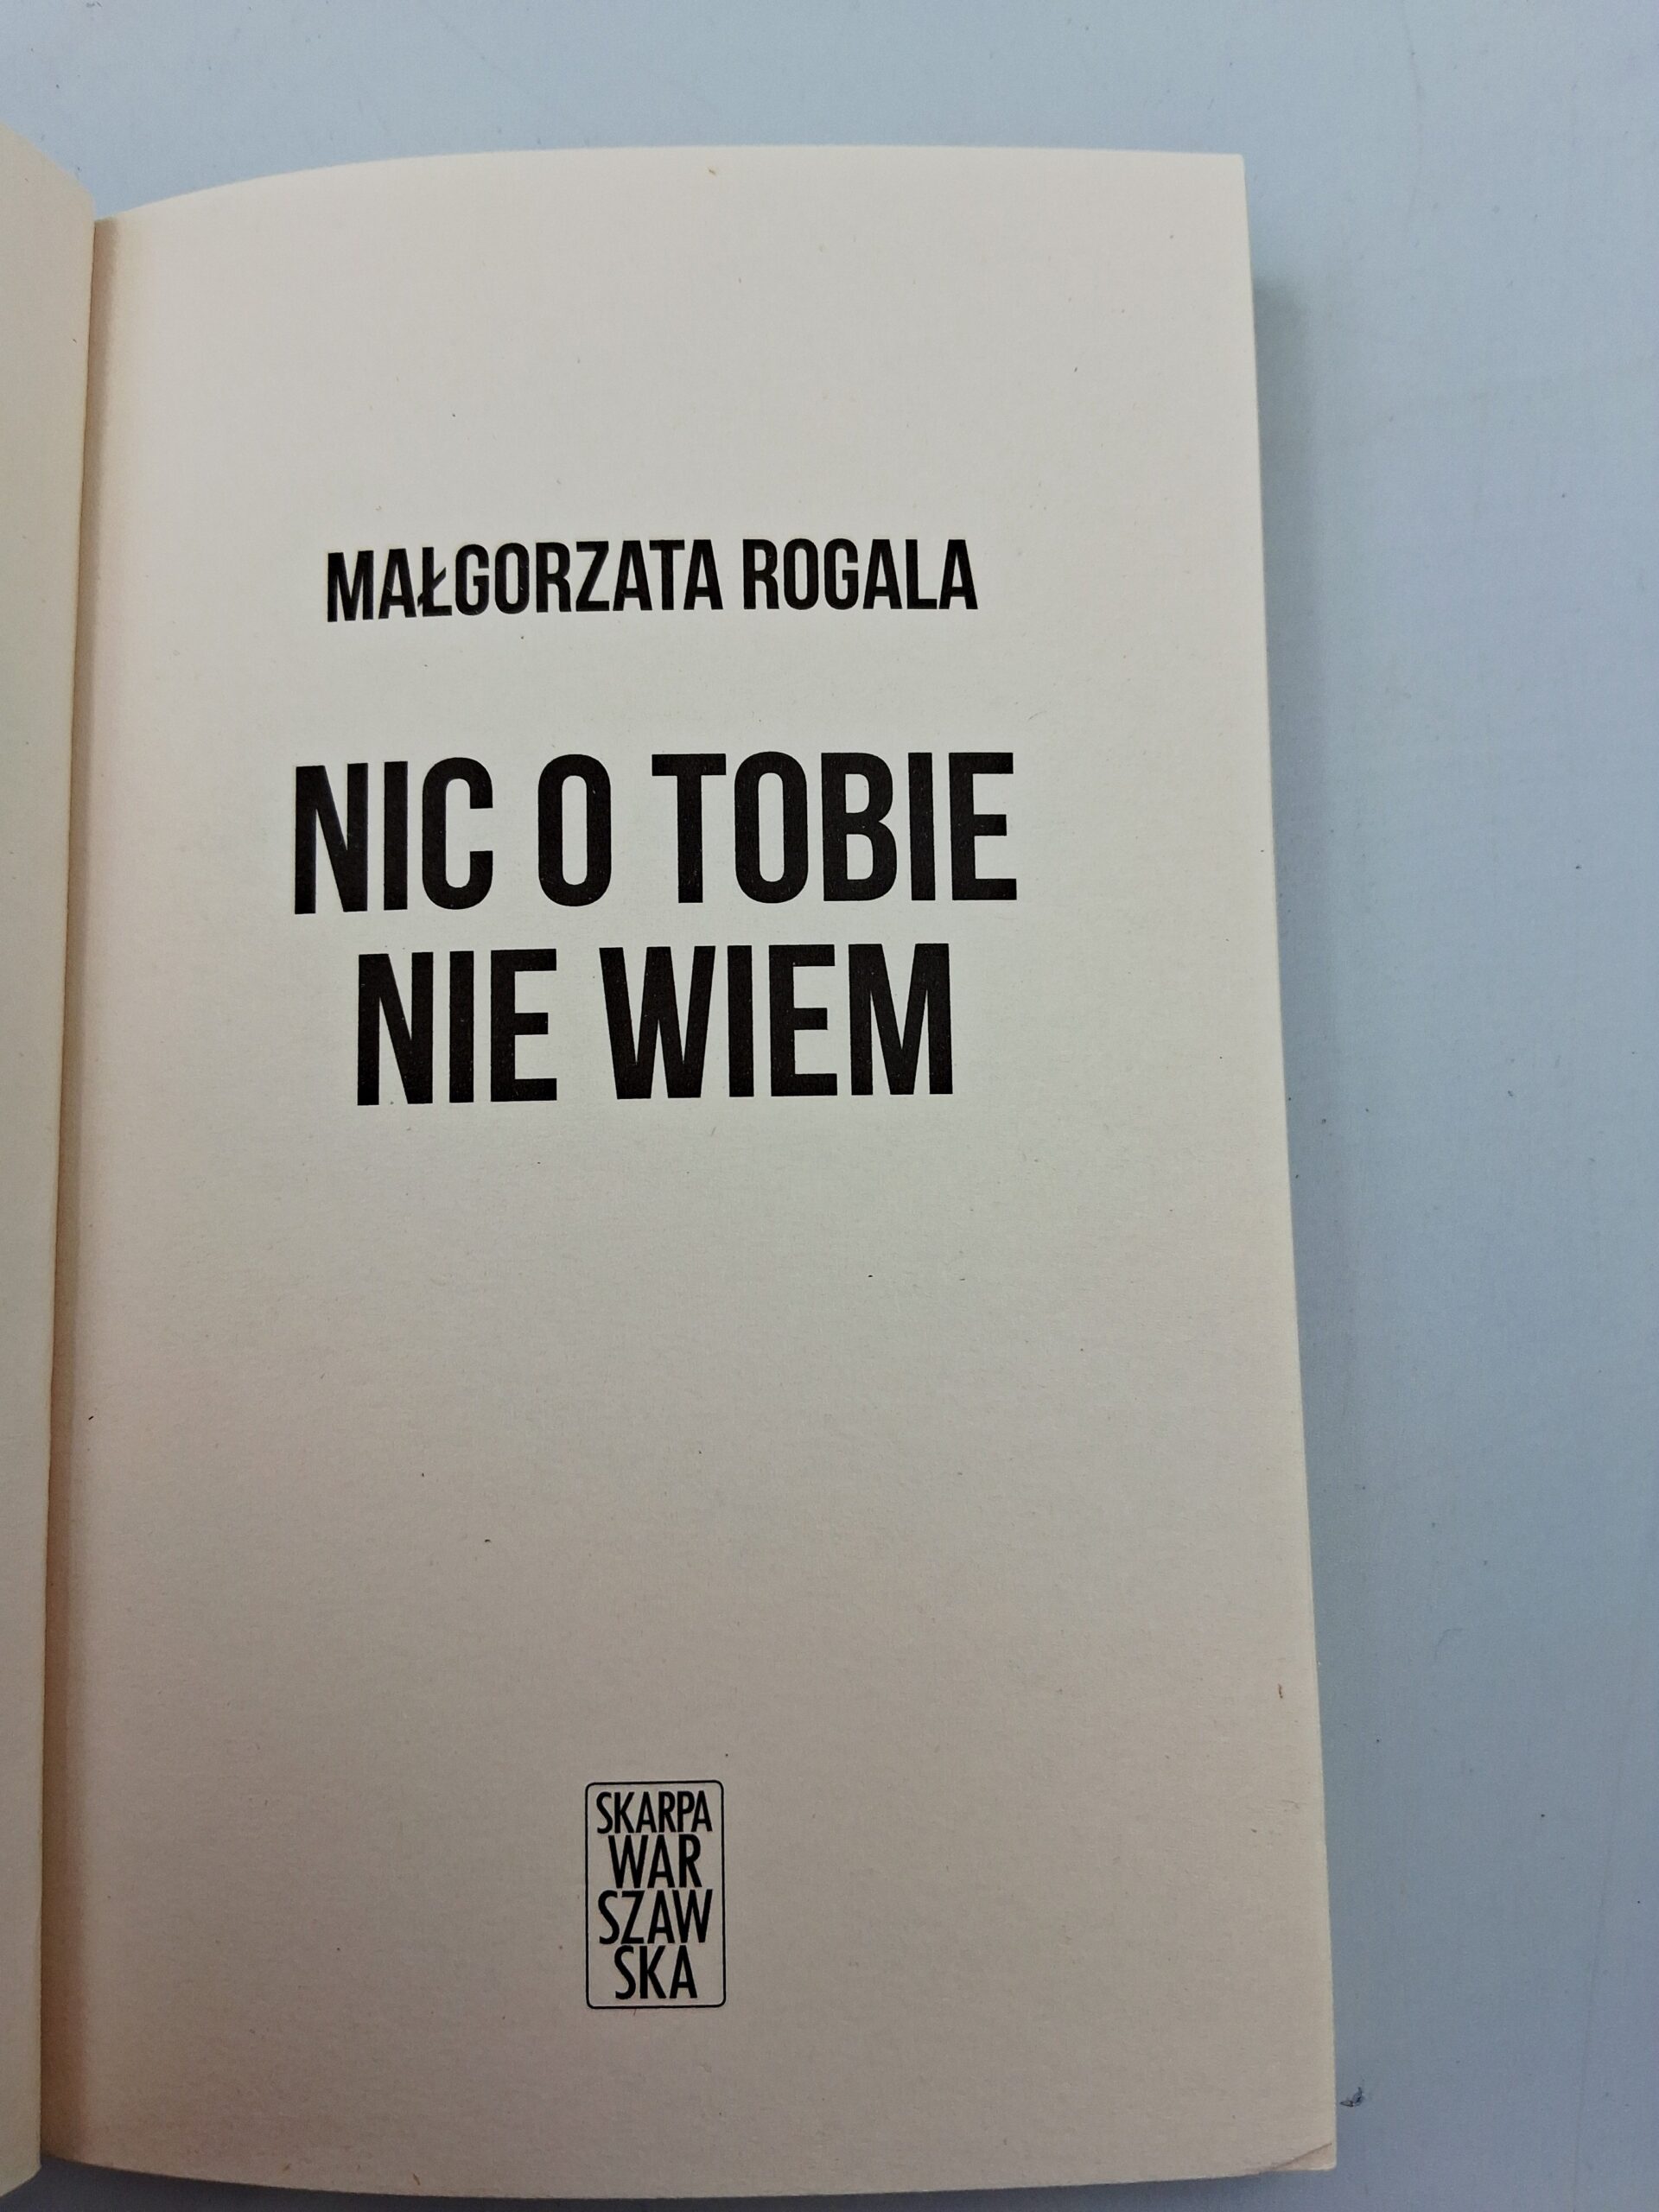 MAŁGORZATA ROGALA
NIC O TOBIE
NIE WIEM
SKARPA
WAR
SZAW
SKA